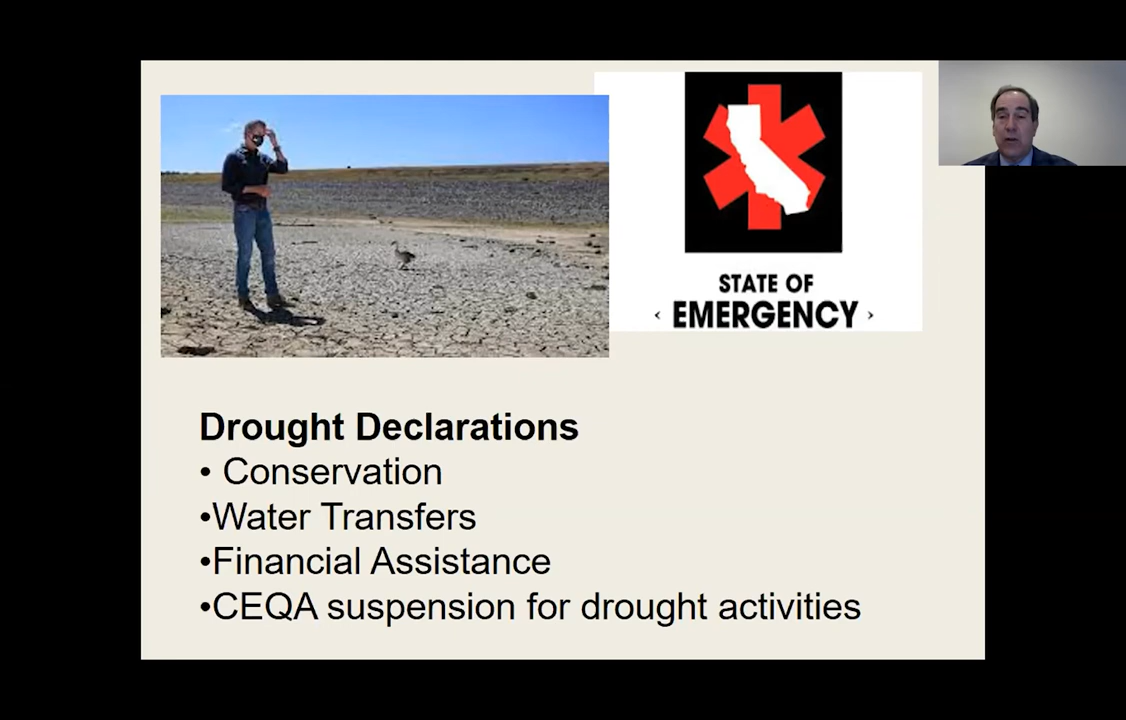 STATE OF
EMERGENCY
Drought Declarations
• Conservation
•Water Transfers
•Financial Assistance
•CEQA suspension for drought activities